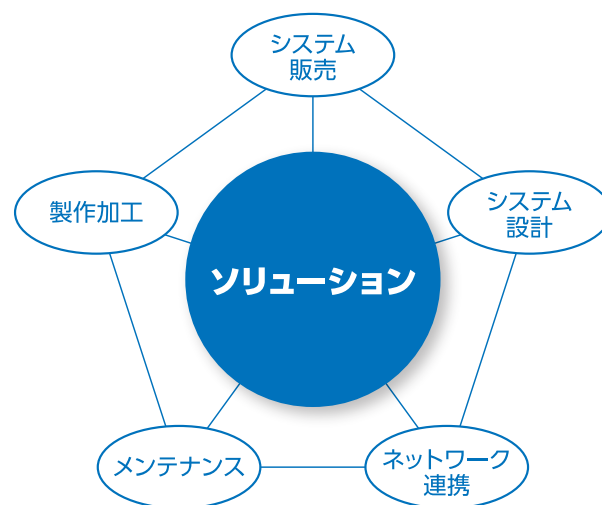 システム
販売
製作加工
システム
設計
ソリューション
メンテナンス
ネットワーク
連携